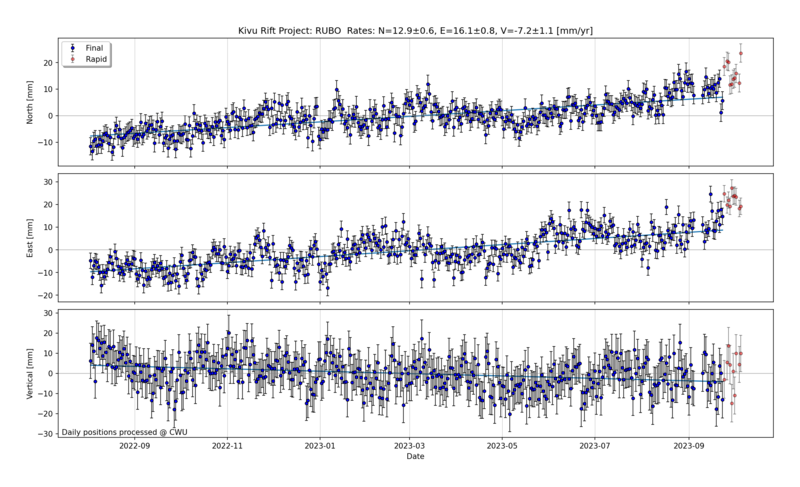 Kivu Rift Project: RUBO  Rates: N=12.9±0.6, E=16.1±0.8, V=-7.2±1.1 [mm/yr]
Final
Rapid
North [mm]
20
10
0
−10
East [mm]
30
20
10
0
−10
−20
Vertical [mm]
30
20
10
0
−10
−20
−30
Daily positions processed @ CWU
2022-09 2022-11 2023-01 2023-03 2023-05 2023-07 2023-09
Date